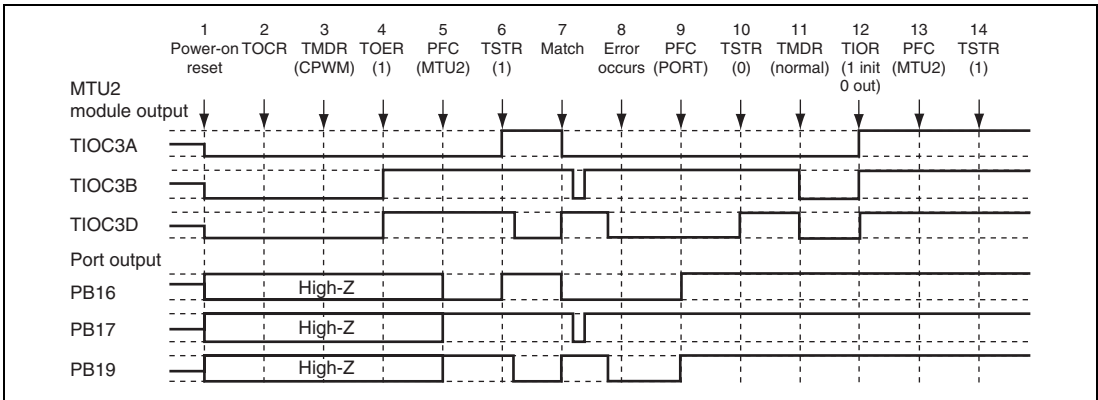 1 2 3 4 5 6 7 8 9 10 11 12 13 14
Power-on TOCR TMDR TOER PFC TSTR Match Error PFC TSTR TMDR TIOR PFC TSTR
reset (CPWM) (1) (MTU2) (1) occurs (PORT) (0) (normal) (1 init (MTU2) (1)
0 out)
MTU2
module output
TIOC3A
TIOC3B
TIOC3D
Port output
PB16 High-Z
PB17 High-Z
PB19 High-Z